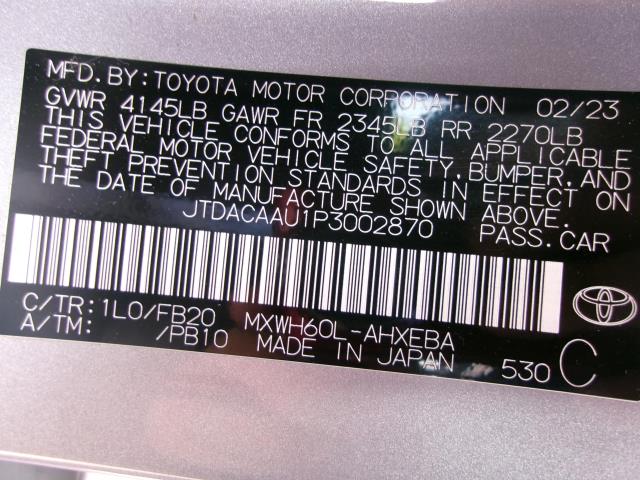 MFD.BY:TOYOTA MOTOR CORPORATION 02/23
GVWR 4145LB GAWR FR 2345LB RR 2270LB
THIS VEHICLE CONFORMS TO ALL APPLICABLE
FEDERAL MOTOR VEHICLE SAFETY,BUMPER,AND
THEFT PREVENTION STANDARDS IN EFFECT ON
THE DATE OF MANUFACTURE SHOWN ABOVE.
JTDACAAU1P3002870 PASS.CAR
C/TR:1L0/FB20 MXWH60L-AHXEBA
A/TM: /PB10 MADE IN JAPAN 530 C